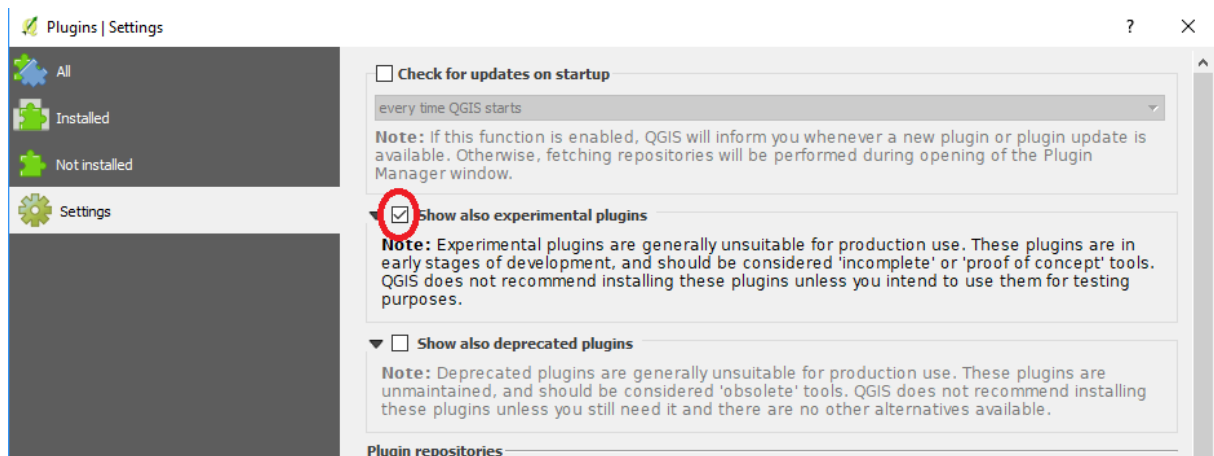 Plugins | Settings
All
Installed
Not installed
Settings
Check for updates on startup
every time QGIS starts
Note: If this function is enabled, QGIS will inform you whenever a new plugin or plugin update is
available. Otherwise, fetching repositories will be performed during opening of the Plugin
Manager window.
Show also experimental plugins
Note: Experimental plugins are generally unsuitable for production use. These plugins are in
early stages of development, and should be considered 'incomplete' or 'proof of concept' tools.
QGIS does not recommend installing these plugins unless you intend to use them for testing
purposes.
Show also deprecated plugins
Note: Deprecated plugins are generally unsuitable for production use. These plugins are
unmaintained, and should be considered 'obsolete' tools. QGIS does not recommend installing
these plugins unless you still need it and there are no other alternatives available.
Plugin repositories